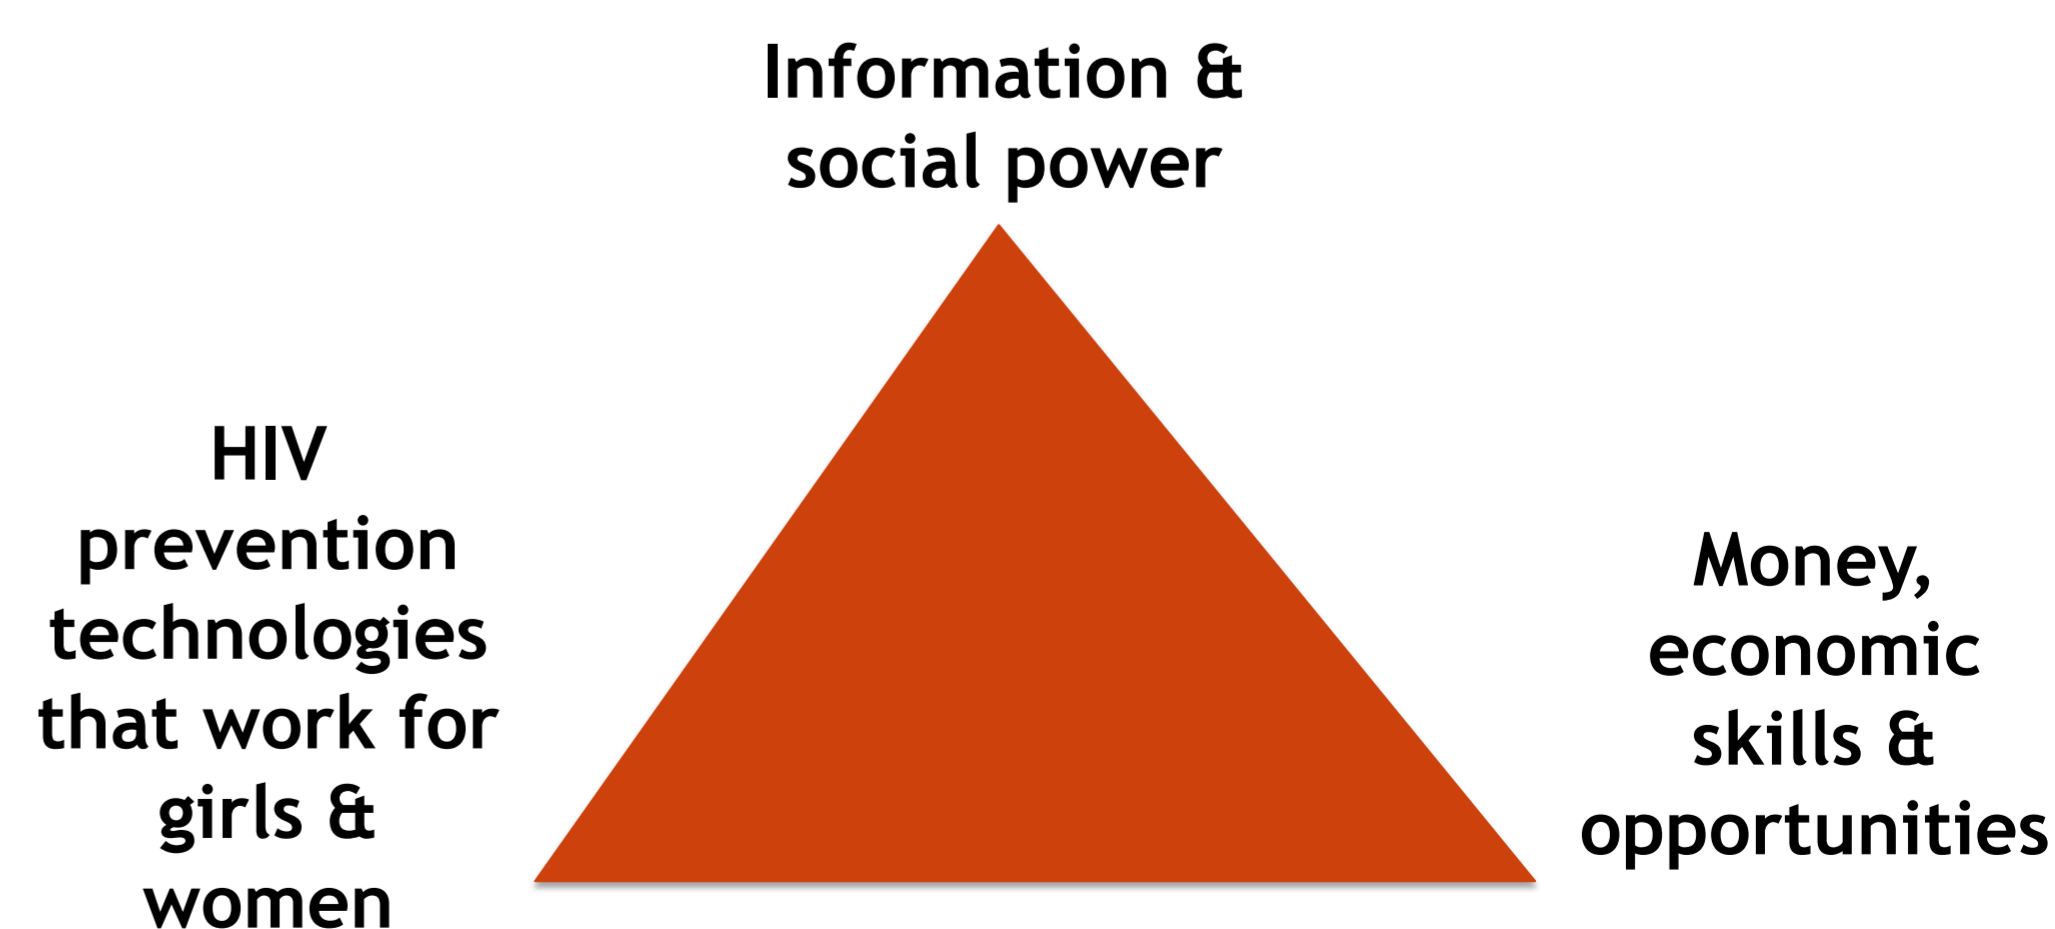 Information &
social power
HIV
prevention
technologies
that work for
girls &
women
Money,
economic
skills &
opportunities